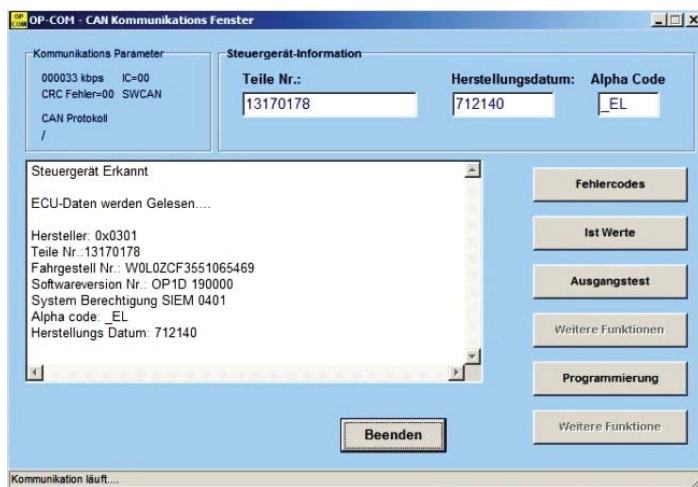 OP COM OP-COM - CAN Kommunikations Fenster
Kommunikations Parameter
000033 kbps IC=00
CRC Fehler=00 SWCAN
CAN Protokoll
/
Steuergerät-Information
Teile Nr.: Herstellungsdatum: Alpha Code
13170178 712140 _EL
Steuergerät Erkannt
ECU-Daten werden Gelesen....
Hersteller: 0x0301
Teile Nr.:13170178
Fahrgestell Nr.: W0L0ZCF3551065469
Softwareversion Nr.: OP1D 190000
System Berechtigung SIEM 0401
Alpha code: _EL
Herstellungs Datum: 712140
Fehlercodes
Ist Werte
Ausgangstest
Weitere Funktionen
Programmierung
Weitere Funktione
Beenden
Kommunikation läuft....